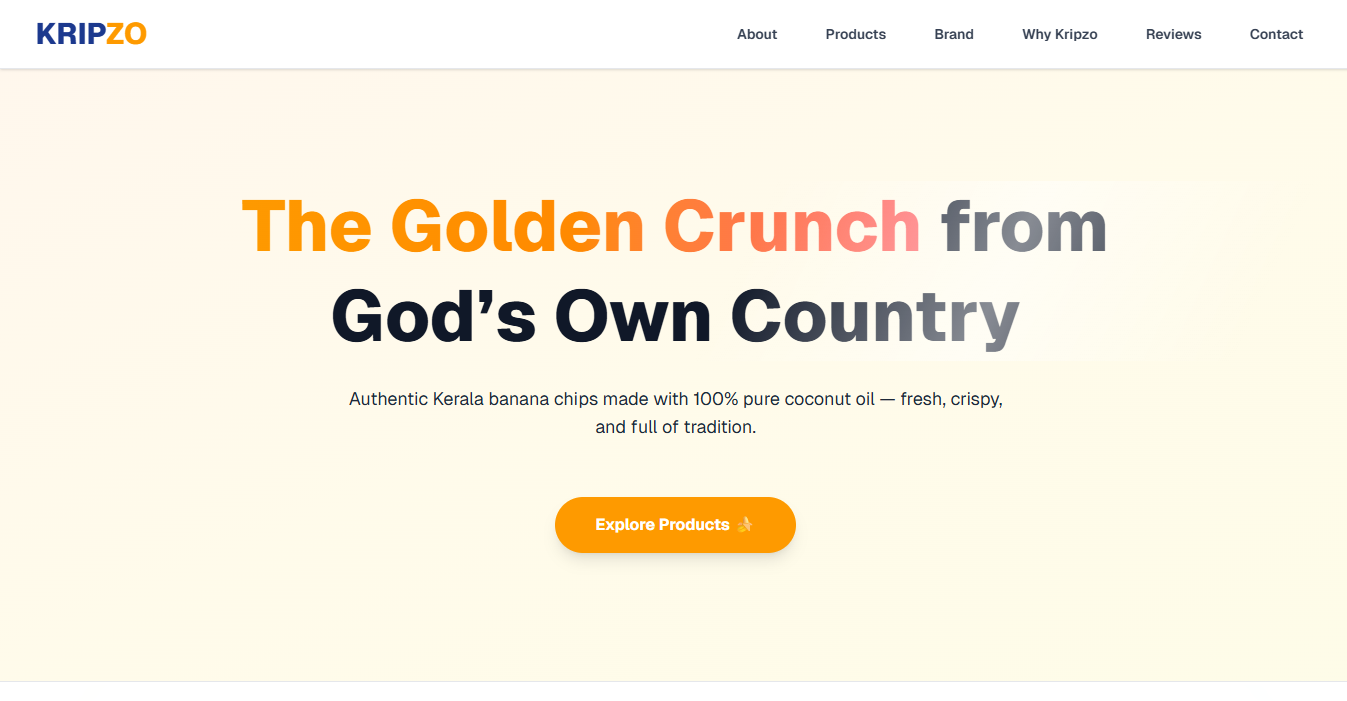 KRIPZO
About
Products
Brand
Why Kripzo
Reviews
Contact
The Golden Crunch from
God’s Own Country
Authentic Kerala banana chips made with 100% pure coconut oil — fresh, crispy,
and full of tradition.
Explore Products 🍌